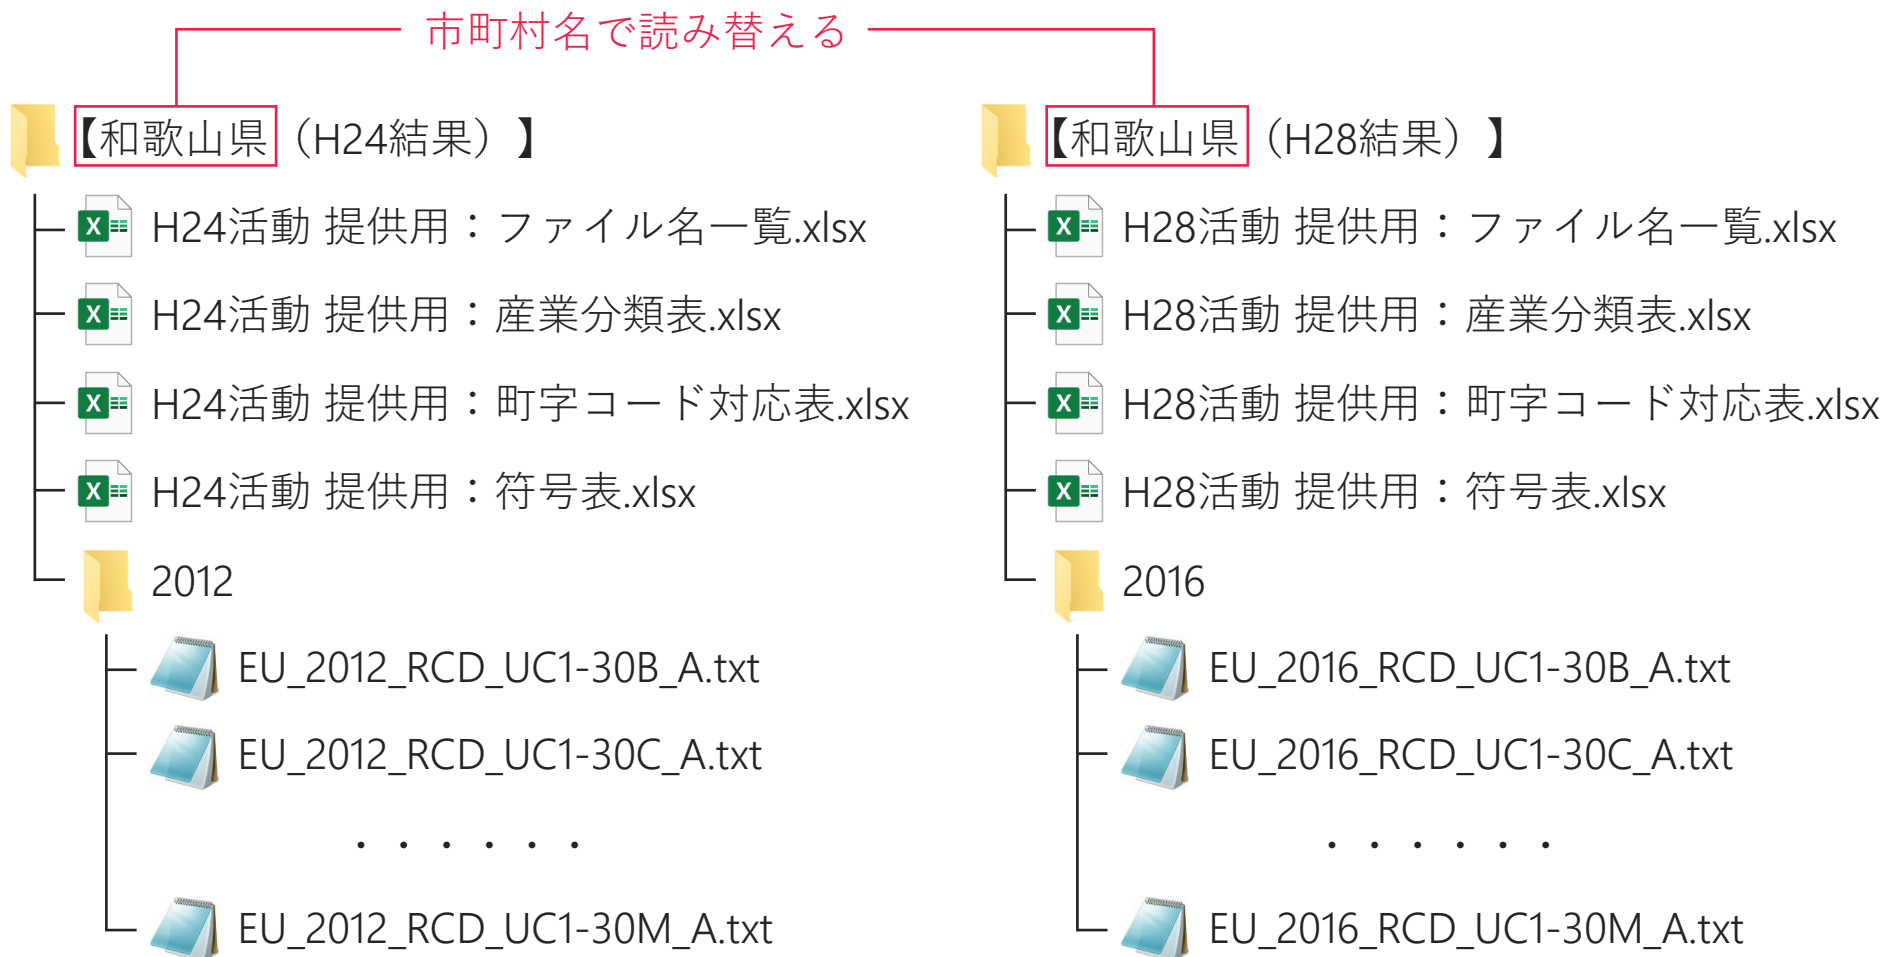 市町村名で読み替える
【和歌山県（H24結果）】
H24活動 提供用：ファイル名一覧.xlsx
H24活動 提供用：産業分類表.xlsx
H24活動 提供用：町字コード対応表.xlsx
H24活動 提供用：符号表.xlsx
2012
EU_2012_RCD_UC1-30B_A.txt
EU_2012_RCD_UC1-30C_A.txt
・・・・・・
EU_2012_RCD_UC1-30M_A.txt
【和歌山県（H28結果）】
H28活動 提供用：ファイル名一覧.xlsx
H28活動 提供用：産業分類表.xlsx
H28活動 提供用：町字コード対応表.xlsx
H28活動 提供用：符号表.xlsx
2016
EU_2016_RCD_UC1-30B_A.txt
EU_2016_RCD_UC1-30C_A.txt
・・・・・・
EU_2016_RCD_UC1-30M_A.txt